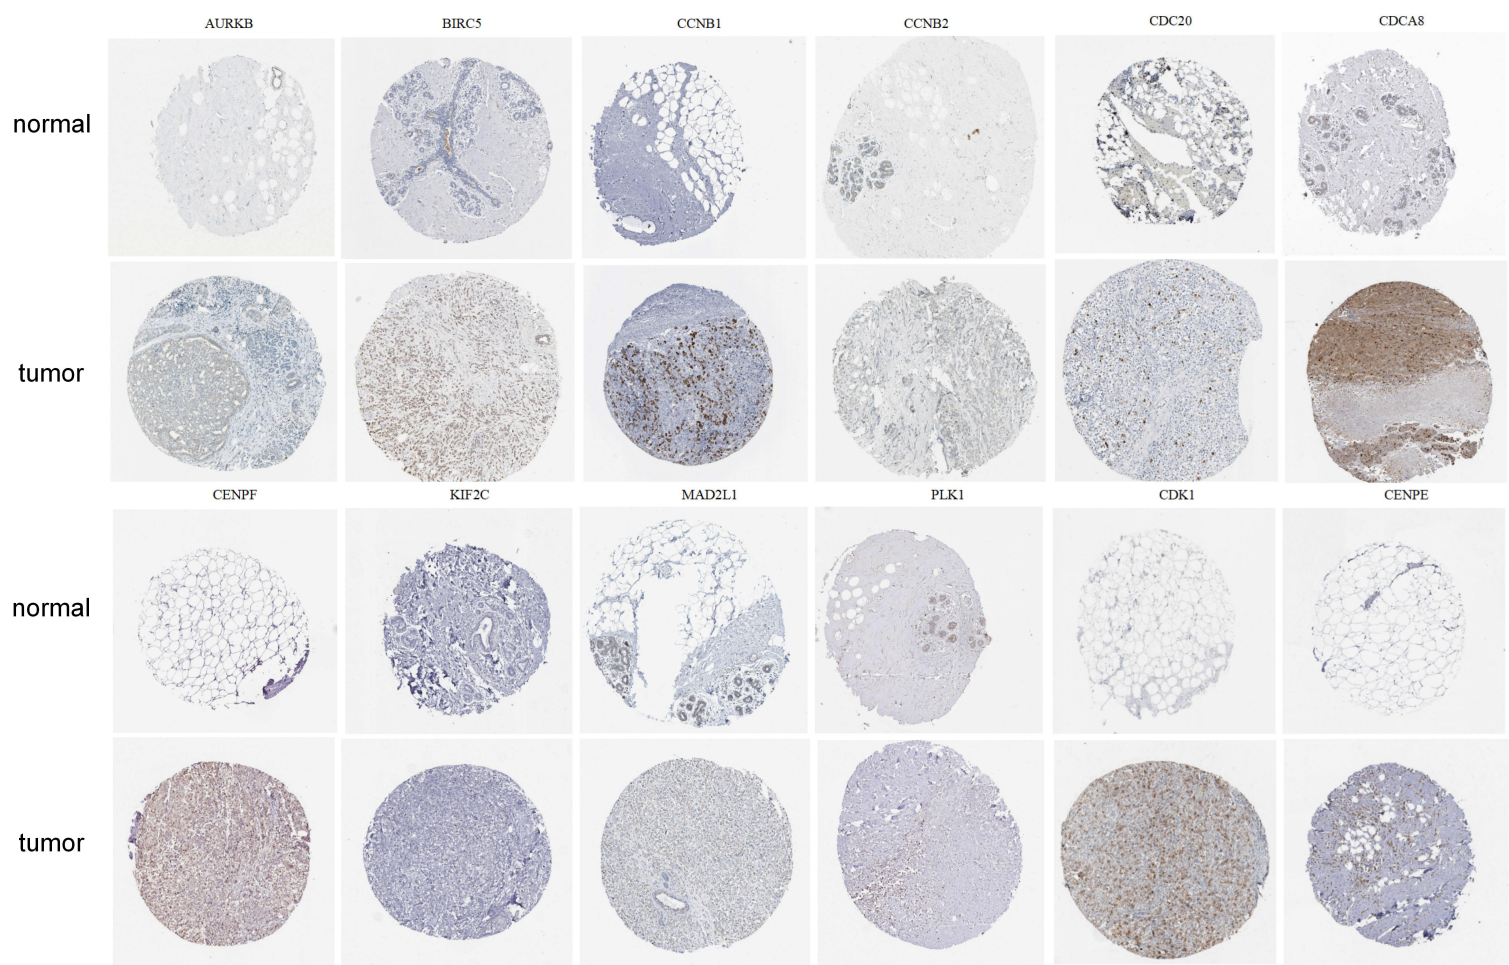 AURKB BIRC5 CCNB1 CCNB2 CDC20 CDCA8
normal
tumor
CENPF KIF2C MAD2L1 PLK1 CDK1 CENPE
normal
tumor